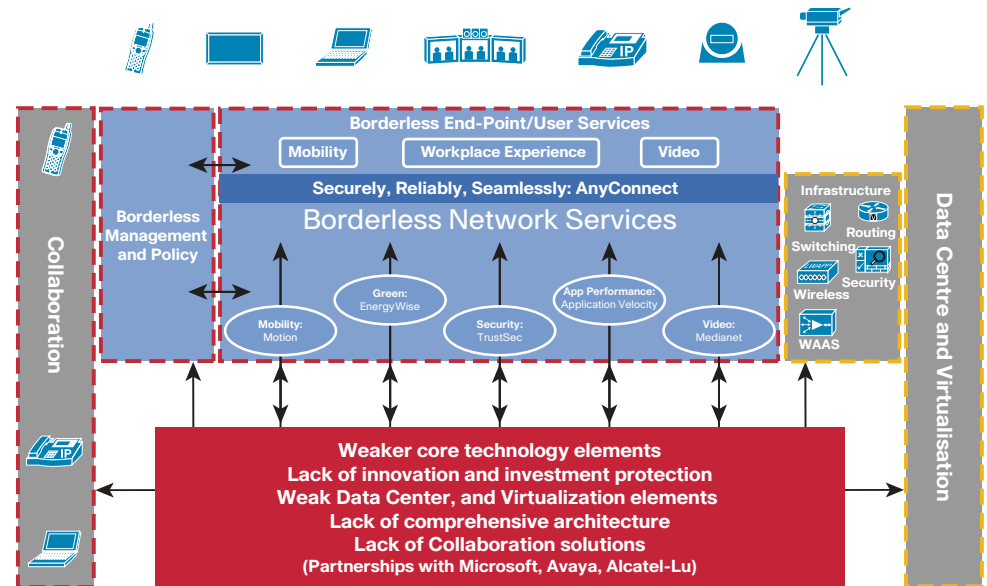 IP
Borderless End-Point/User Services
Mobility
Workplace Experience
Video
Securely, Reliably, Seamlessly: AnyConnect
Borderless Network Services
Borderless
Management
and Policy
Green:
EnergyWise
App Performance:
Application Velocity
Mobility:
Motion
Security:
TrustSec
Video:
Medianet
Infrastructure
Routing
Switching
Security
Wireless
WAAS
Collaboration
IP
Data Centre and Virtualisation
Weaker core technology elements
Lack of innovation and investment protection
Weak Data Center, and Virtualization elements
Lack of comprehensive architecture
Lack of Collaboration solutions
(Partnerships with Microsoft, Avaya, Alcatel-Lu)